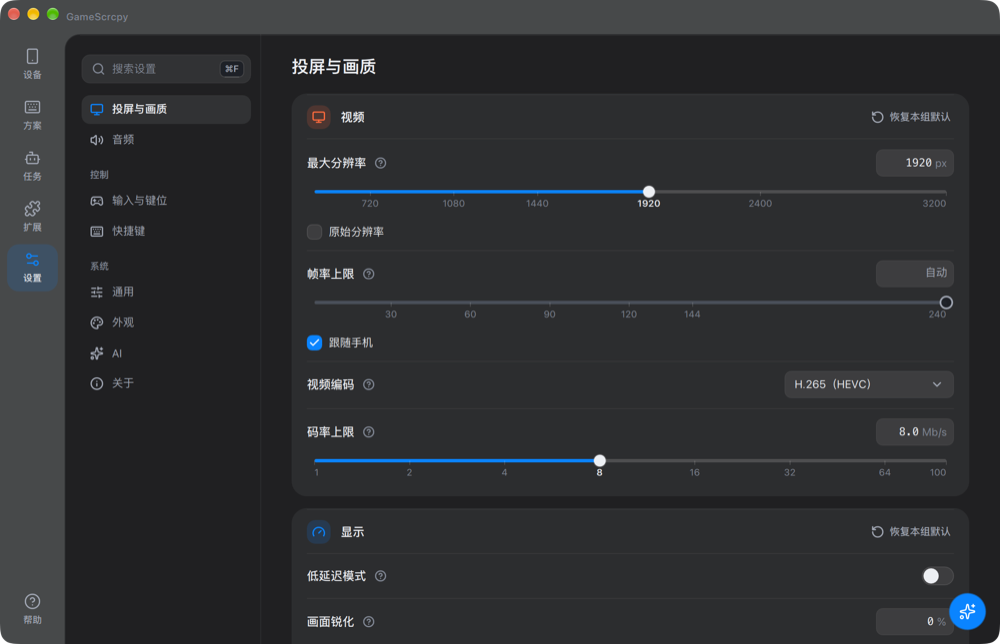 GameScrcpy
设备
方案
任务
扩展
设置
帮助
搜索设置
⌘F
投屏与画质
音频
控制
输入与键位
快捷键
系统
通用
外观
AI
关于
投屏与画质
视频
恢复本组默认
最大分辨率
1920 px
720 1080 1440 1920 2400 3200
原始分辨率
帧率上限
自动
30 60 90 120 144 240
跟随手机
视频编码
H.265 (HEVC)
码率上限
8.0 Mb/s
1 2 4 8 16 32 64 100
显示
恢复本组默认
低延迟模式
画面锐化
0 %